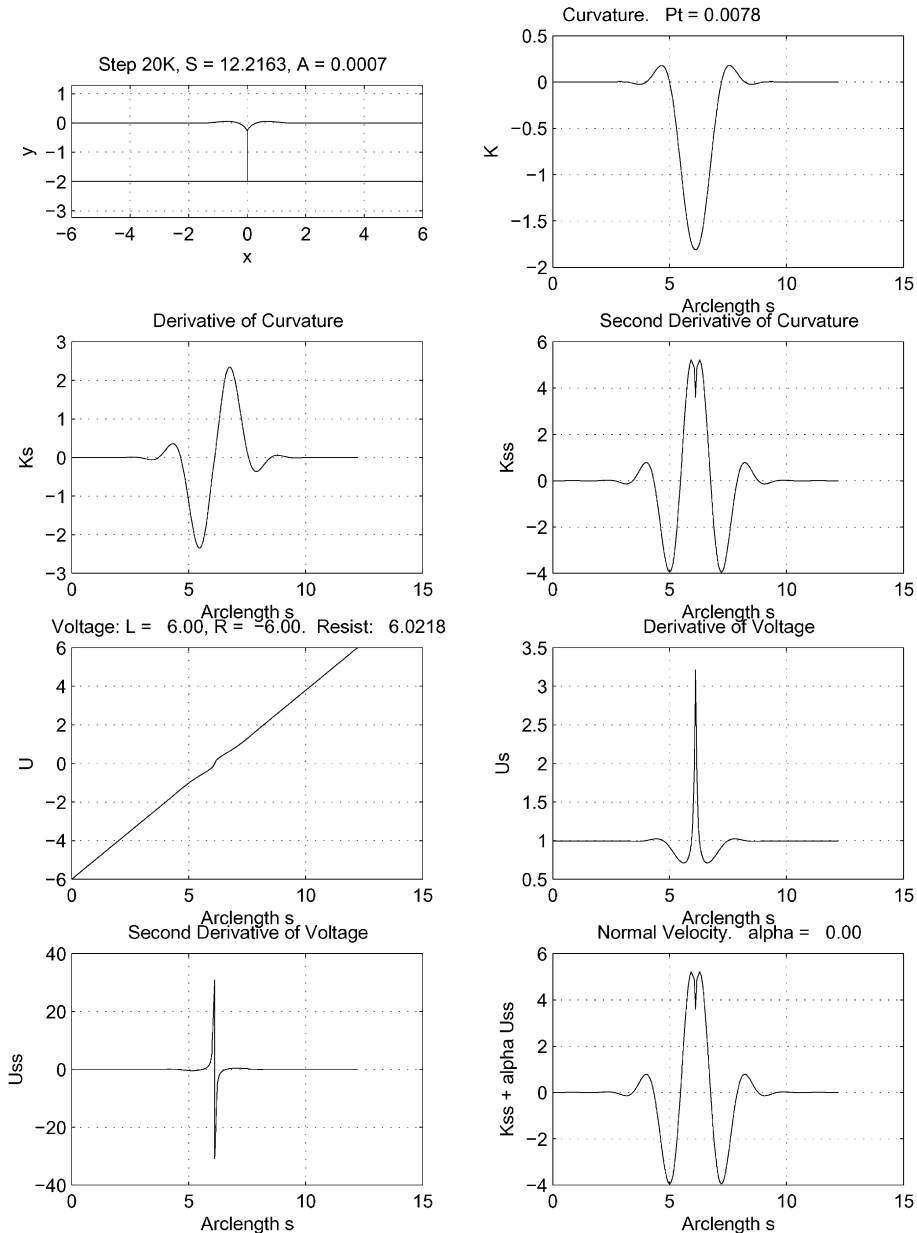 Step 20K, S = 12.2163, A = 0.0007
1
0
−1
−2
−3
−6 −4 −2 0 2 4 6
y
x
Curvature. Pt = 0.0078
0
−0.5
−1
−1.5
−2
0 5 10 15
K
Arclength s
Derivative of Curvature
3
2
1
0
−1
−2
−3
0 5 10 15
Ks
Arclength s
Second Derivative of Curvature
6
4
2
0
−2
−4
0 5 10 15
Kss
Arclength s
Voltage: L = 6.00, R = −6.00. Resist: 6.0218
6
4
2
0
−2
−4
−6
0 5 10 15
U
Arclength s
Derivative of Voltage
3.5
3
2.5
2
1.5
1
0.5
0 5 10 15
Us
Arclength s
Second Derivative of Voltage
40
20
0
−20
−40
0 5 10 15
Uss
Arclength s
Normal Velocity. alpha = 0.00
6
4
2
0
−2
−4
0 5 10 15
Kss + alpha Uss
Arclength s